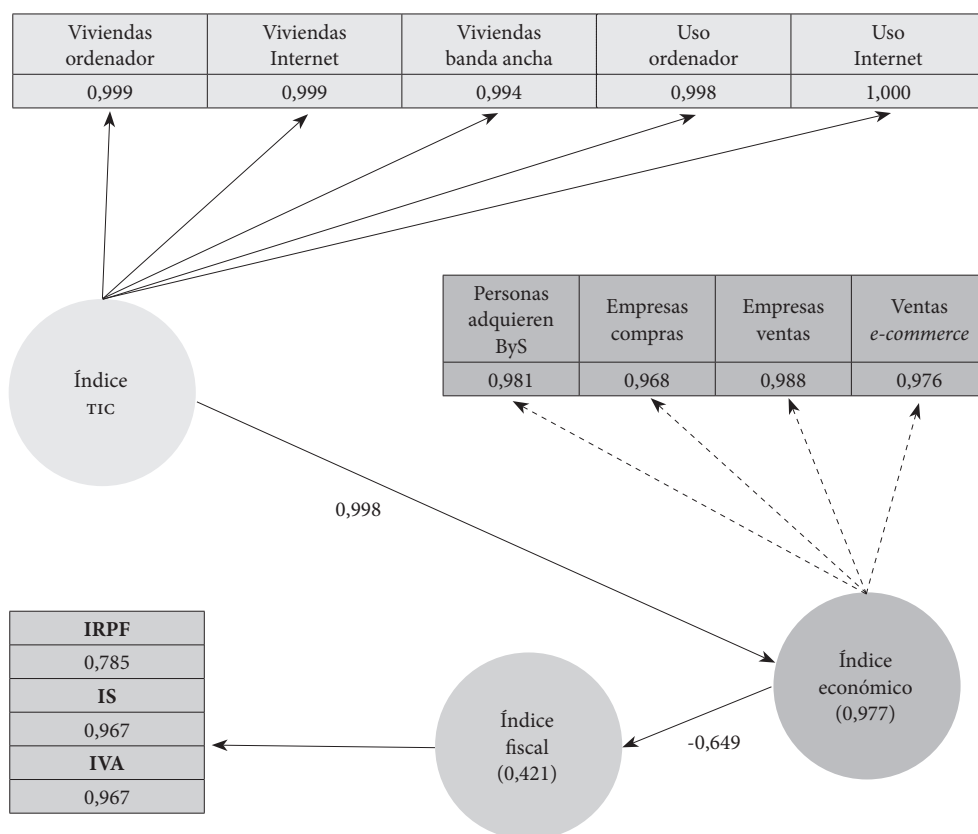 Viviendas
ordenador
Viviendas
Internet
Viviendas
banda ancha
Uso
ordenador
Uso
Internet
0,999
0,999
0,994
0,998
1,000
Personas
adquieren
ByS
Empresas
compras
Empresas
ventas
Ventas
e-commerce
0,981
0,968
0,988
0,976
Índice
TIC
0,998
IRPF
0,785
IS
0,967
IVA
0,967
Índice
fiscal
(0,421)
-0,649
Índice
económico
(0,977)